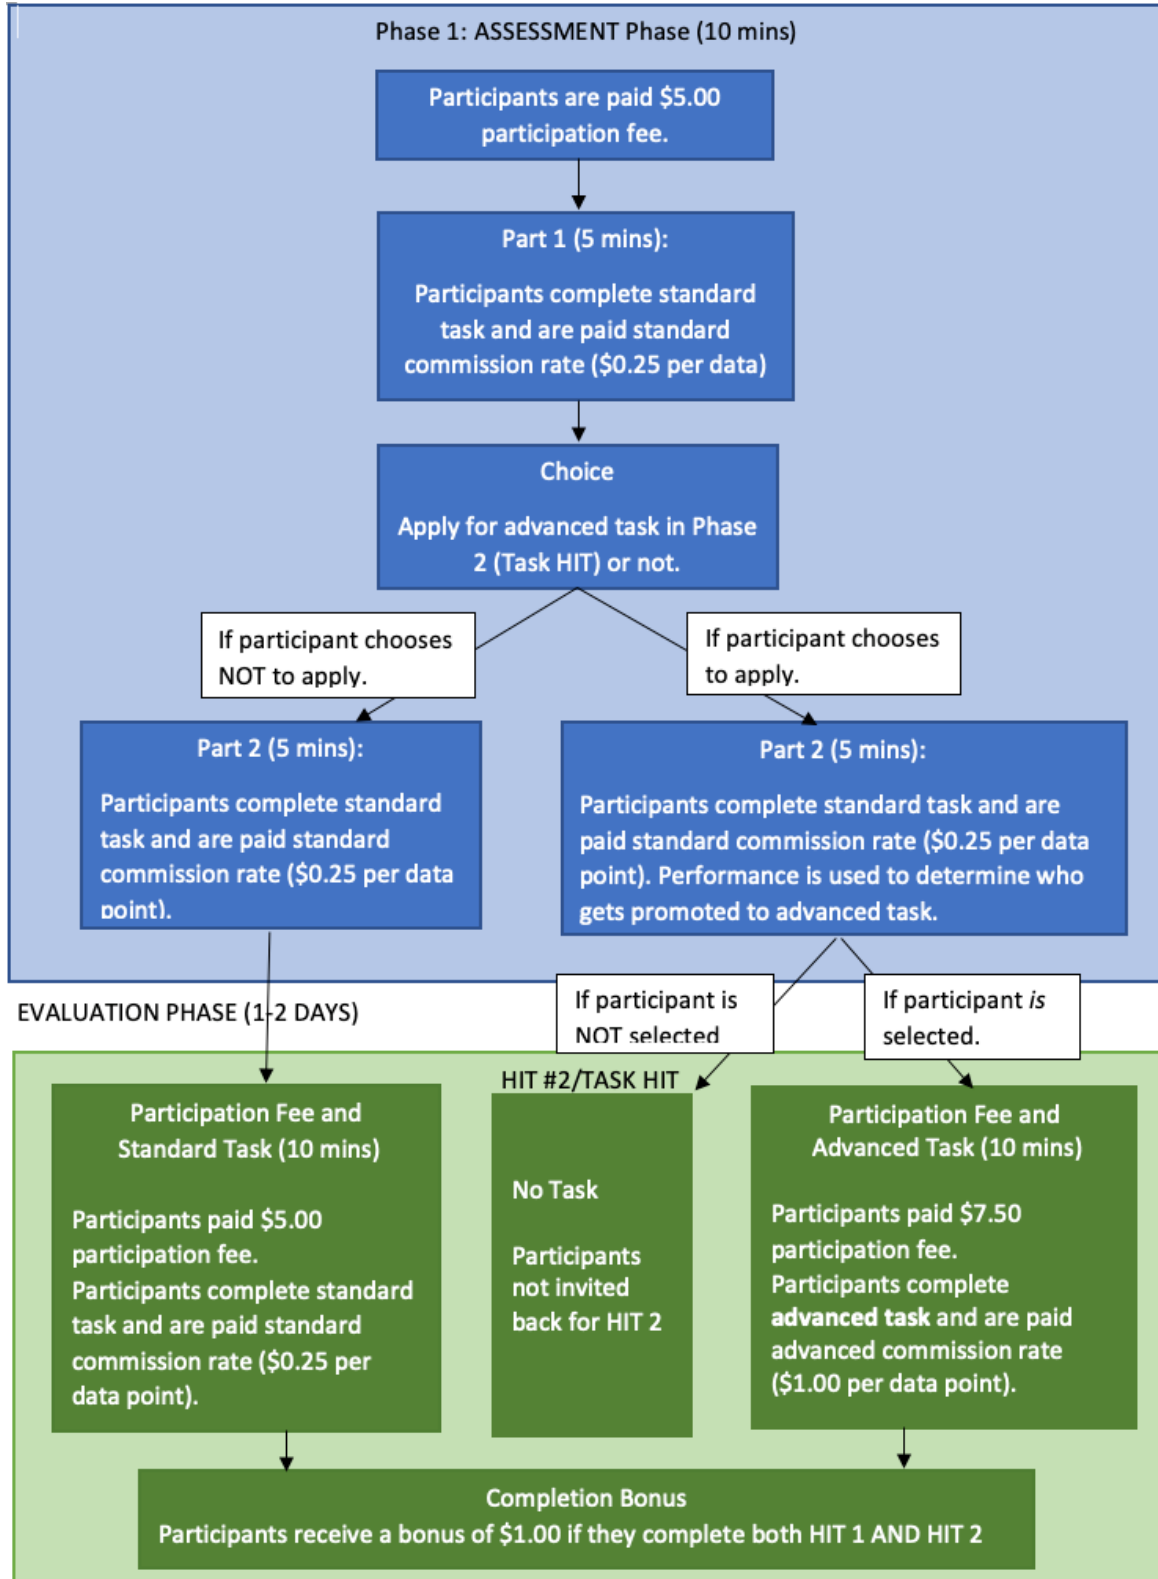 Phase 1: ASSESSMENT Phase (10 mins)
Participants are paid $5.00
participation fee.
Part 1 (5 mins):
Participants complete standard
task and are paid standard
commission rate ($0.25 per data)
Choice
Apply for advanced task in Phase
2 (Task HIT) or not.
If participant chooses
NOT to apply.
If participant chooses
to apply.
Part 2 (5 mins):
Participants complete standard
task and are paid standard
commission rate ($0.25 per data
point).
Part 2 (5 mins):
Participants complete standard task and are
paid standard commission rate ($0.25 per data
point). Performance is used to determine who
gets promoted to advanced task.
EVALUATION PHASE (1-2 DAYS)
If participant is
NOT selected
If participant is
selected.
HIT #2/TASK HIT
Participation Fee and
Standard Task (10 mins)
Participants paid $5.00
participation fee.
Participants complete standard
task and are paid standard
commission rate ($0.25 per
data point).
No Task
Participants
not invited
back for HIT 2
Participation Fee and
Advanced Task (10 mins)
Participants paid $7.50
participation fee.
Participants complete
advanced task and are paid
advanced commission rate
($1.00 per data point).
Completion Bonus
Participants receive a bonus of $1.00 if they complete both HIT 1 AND HIT 2